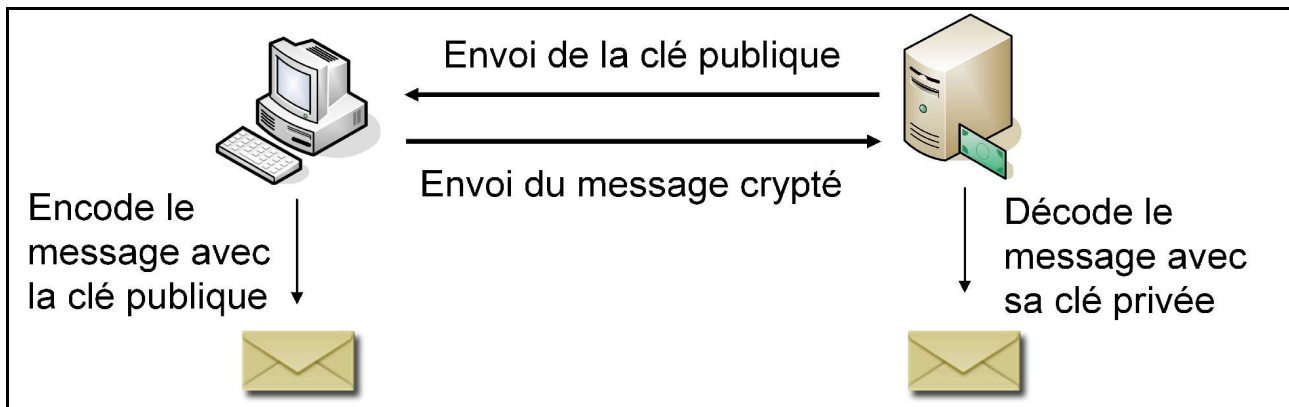 Envoi de la clé publique
Envoi du message crypté
Encode le
message avec
la clé publique
Décode le
message avec
sa clé privée